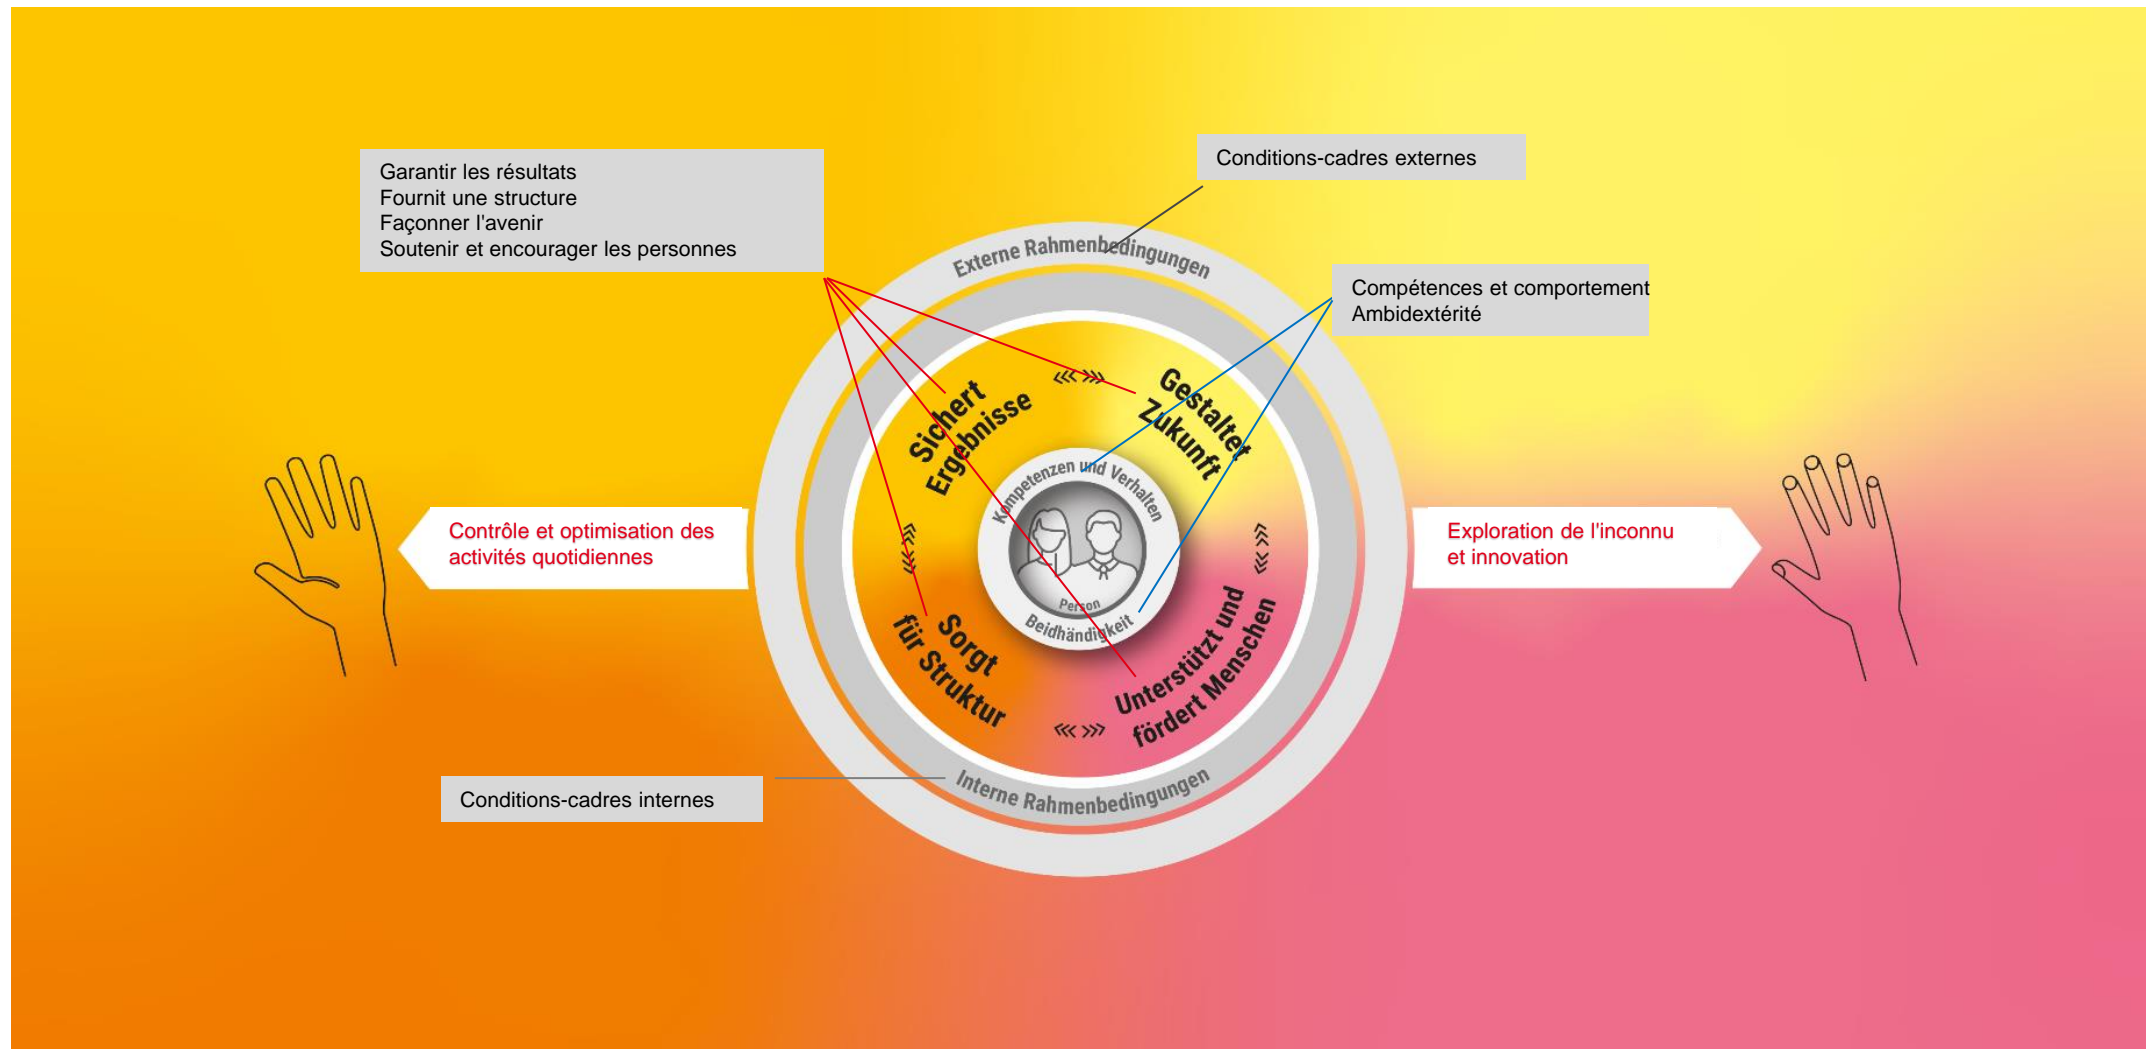 Garantir les résultats
Fournit une structure
Façonner l'avenir
Soutenir et encourager les personnes
Conditions-cadres externes
Compétences et comportement
Ambidextérité
Externe Rahmenbedingungen
Sichert
Ergebnisse
Gestaltet
Zukunft
Kompetenzen und Verhalten
Person
Beidhändigkeit
Contrôle et optimisation des
activités quotidiennes
Exploration de l'inconnu
et innovation
Sorgt
für Struktur
Unterstützt und
fördert Menschen
Interne Rahmenbedingungen
Conditions-cadres internes